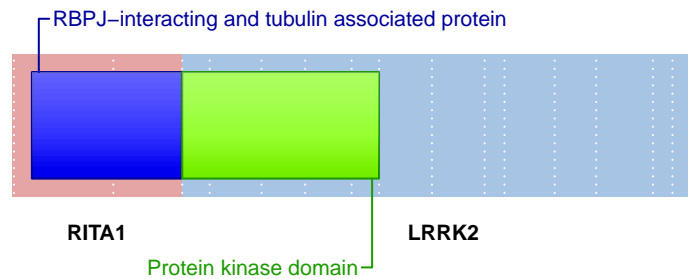 RBPJ−interacting and tubulin associated protein
RITA1
LRRK2
Protein kinase domain